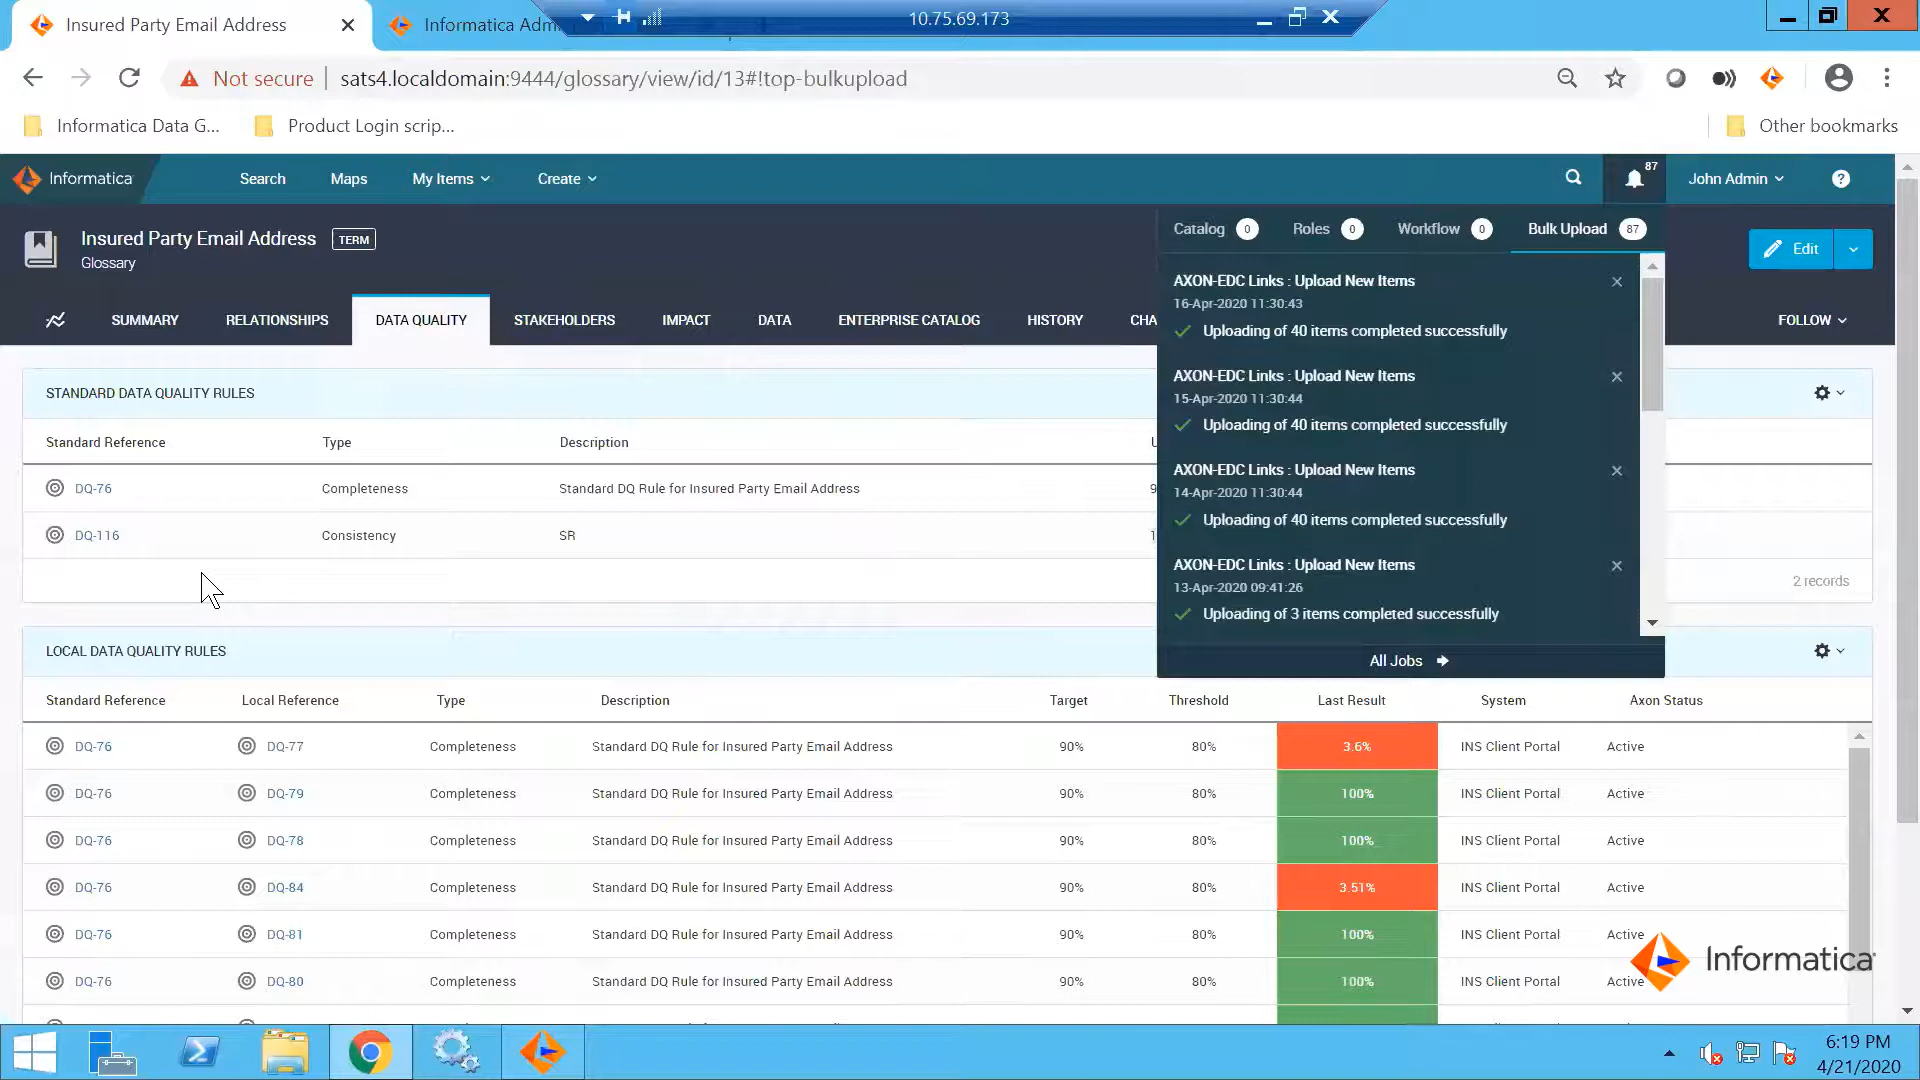 Insured Party Email Address
Informatica Adm
10.75.69.173
Not secure
sats4.localdomain:9444/glossary/view/id/13#!top-bulkupload
Informatica Data G...
Product Login scrip...
Other bookmarks
Informatica
Search
Maps
My Items
Create
87
John Admin
?
Insured Party Email Address
TERM
Glossary
Catalog 0
Roles 0
Workflow 0
Bulk Upload 87
Edit
SUMMARY
RELATIONSHIPS
DATA QUALITY
STAKEHOLDERS
IMPACT
DATA
ENTERPRISE CATALOG
HISTORY
CHA
FOLLOW
AXON-EDC Links : Upload New Items
16-Apr-2020 11:30:43
Uploading of 40 items completed successfully
AXON-EDC Links : Upload New Items
15-Apr-2020 11:30:44
Uploading of 40 items completed successfully
AXON-EDC Links : Upload New Items
14-Apr-2020 11:30:44
Uploading of 40 items completed successfully
AXON-EDC Links : Upload New Items
13-Apr-2020 09:41:26
Uploading of 3 items completed successfully
All Jobs
STANDARD DATA QUALITY RULES
Standard Reference Type Description
DQ-76 Completeness Standard DQ Rule for Insured Party Email Address 9
DQ-116 Consistency SR 1
2 records
LOCAL DATA QUALITY RULES
Standard Reference Local Reference Type Description Target Threshold Last Result System Axon Status
DQ-76 DQ-77 Completeness Standard DQ Rule for Insured Party Email Address 90% 80% 3.6% INS Client Portal Active
DQ-76 DQ-79 Completeness Standard DQ Rule for Insured Party Email Address 90% 80% 100% INS Client Portal Active
DQ-76 DQ-78 Completeness Standard DQ Rule for Insured Party Email Address 90% 80% 100% INS Client Portal Active
DQ-76 DQ-84 Completeness Standard DQ Rule for Insured Party Email Address 90% 80% 3.51% INS Client Portal Active
DQ-76 DQ-81 Completeness Standard DQ Rule for Insured Party Email Address 90% 80% 100% INS Client Portal Active
DQ-76 DQ-80 Completeness Standard DQ Rule for Insured Party Email Address 90% 80% 100% INS Client Portal Active
Informatica
6:19 PM
4/21/2020